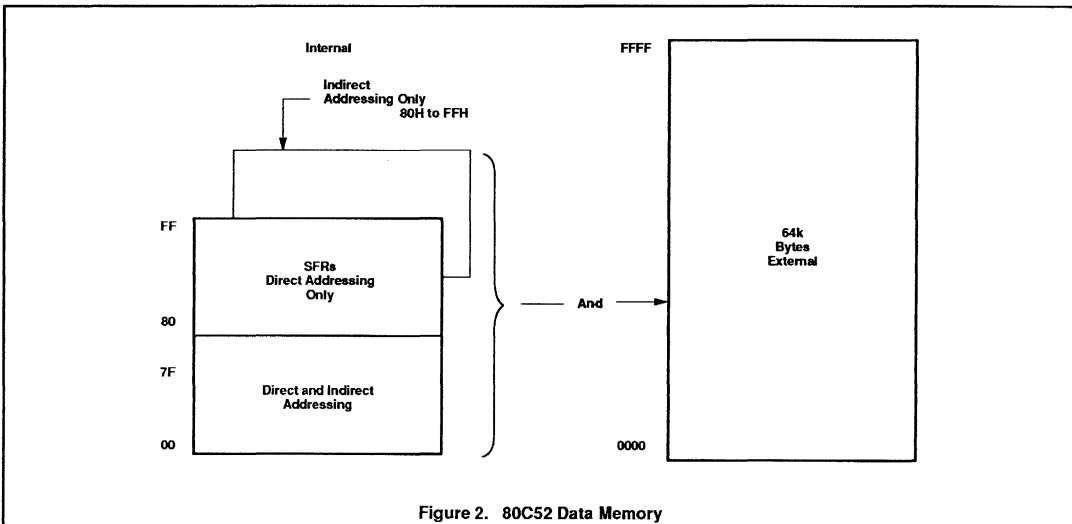 Internal
Indirect
Addressing Only
80H to FFH
FF
SFRs
Direct Addressing
Only
80
7F
Direct and Indirect
Addressing
00
And
FFFF
64k
Bytes
External
0000
Figure 2. 80C52 Data Memory